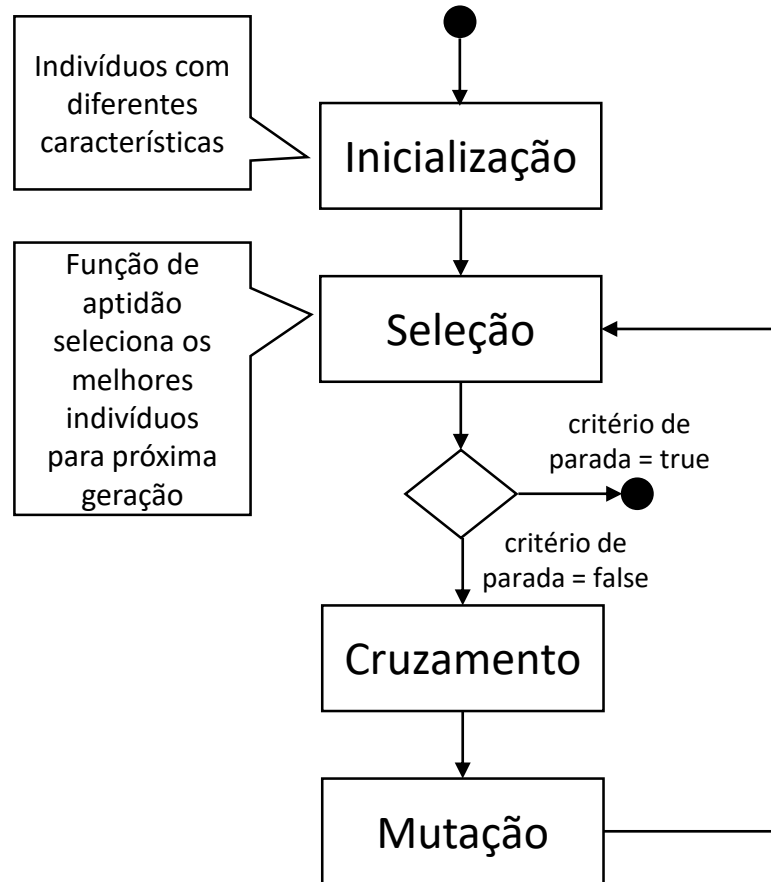 Indivíduos com
diferentes
características
Inicialização
Função de
aptidão
seleciona os
melhores
indivíduos
para próxima
geração
Seleção
critério de
parada = true
critério de
parada = false
Cruzamento
Mutação